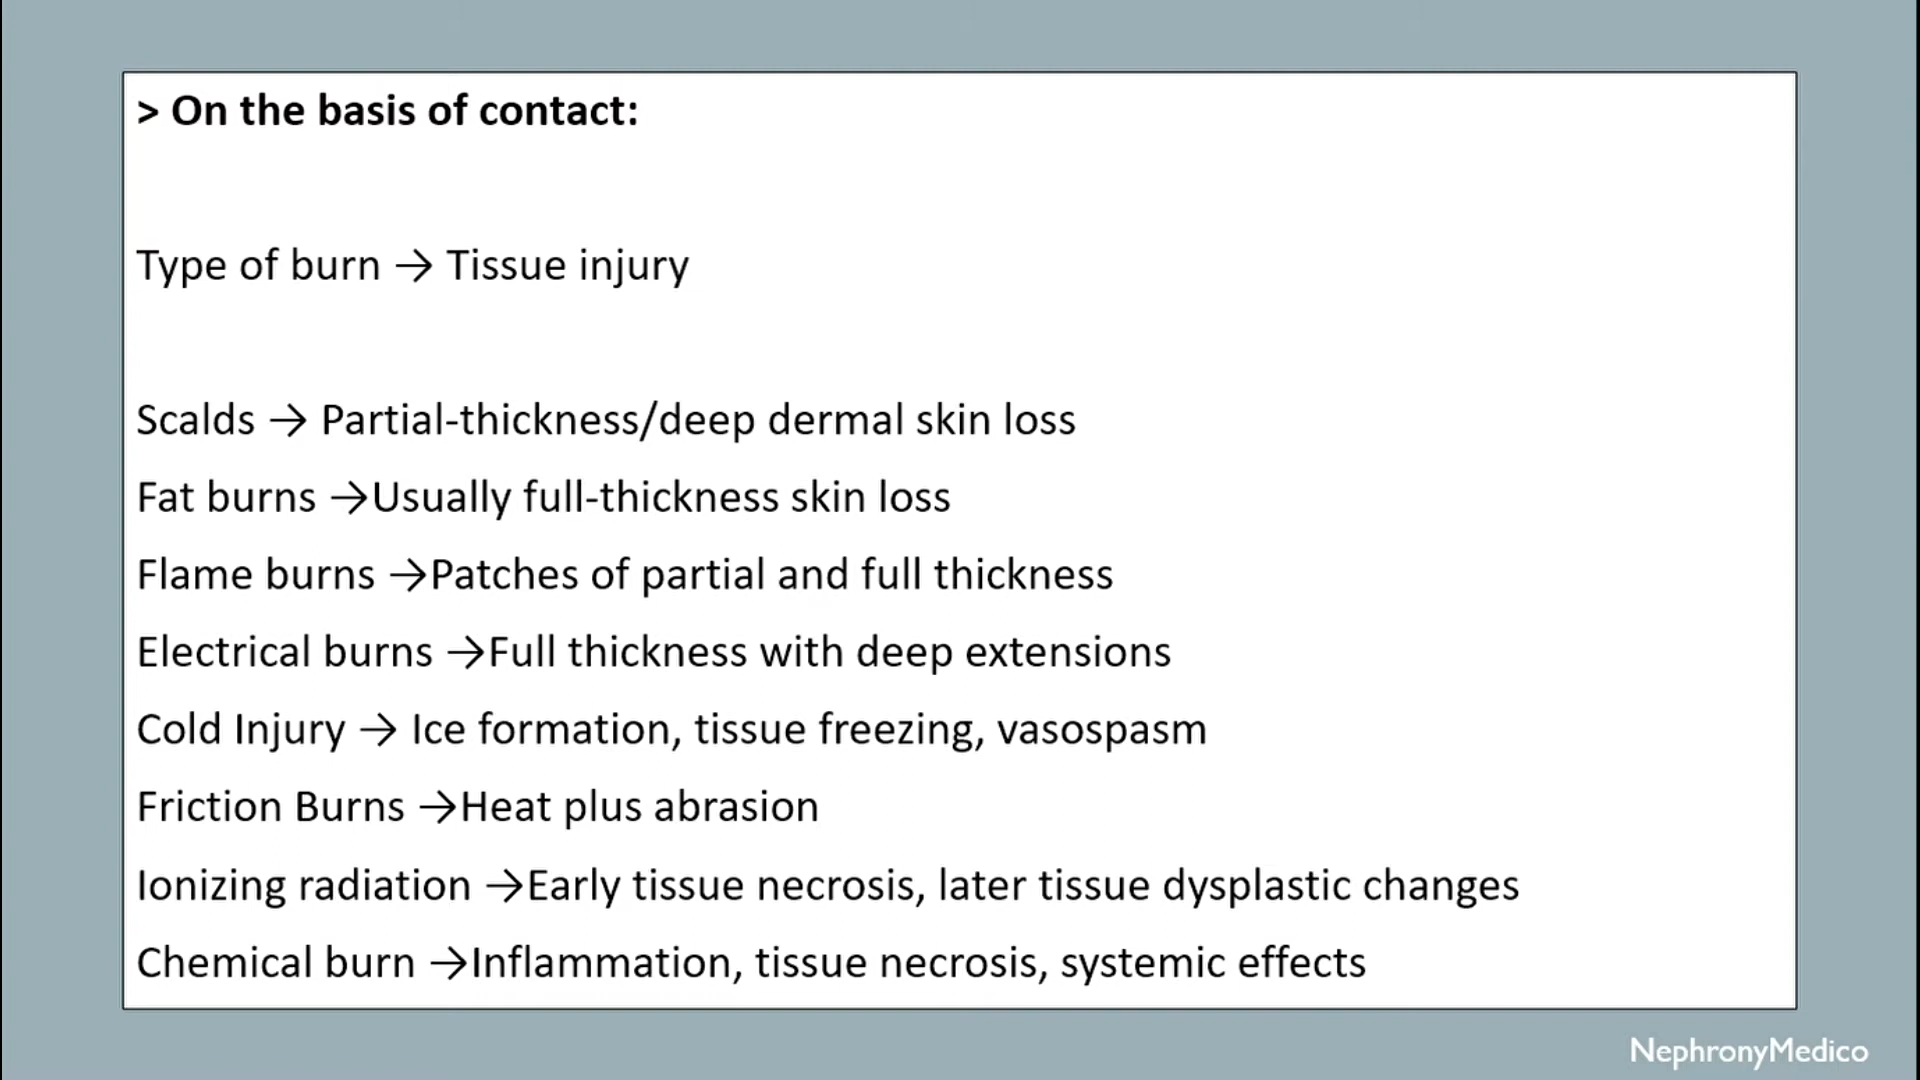 > On the basis of contact:
Type of burn → Tissue injury
Scalds → Partial-thickness/deep dermal skin loss
Fat burns →Usually full-thickness skin loss
Flame burns →Patches of partial and full thickness
Electrical burns →Full thickness with deep extensions
Cold Injury → Ice formation, tissue freezing, vasospasm
Friction Burns →Heat plus abrasion
Ionizing radiation →Early tissue necrosis, later tissue dysplastic changes
Chemical burn →Inflammation, tissue necrosis, systemic effects
NephronyMedico